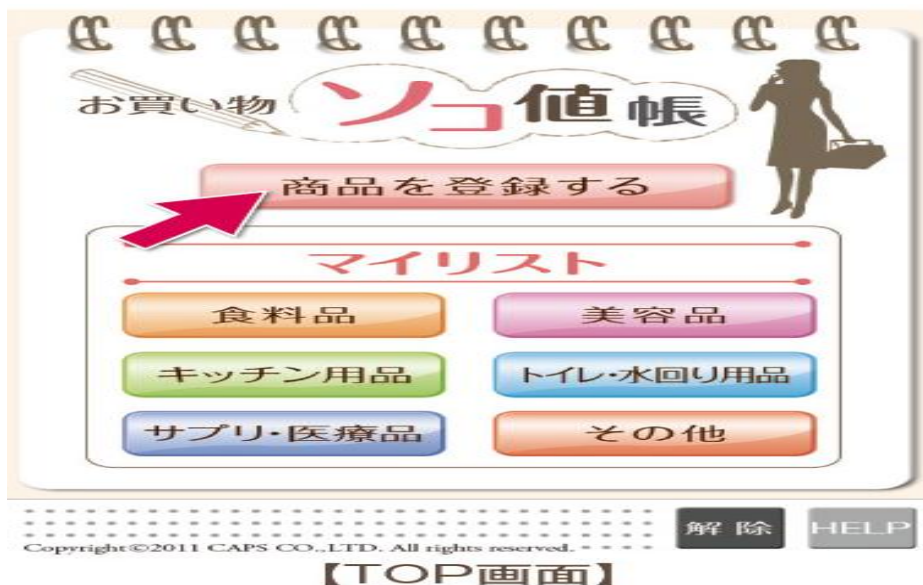 お買い物 ソコ値帳
商品を登録する
マイリスト
食料品 美容品
キッチン用品 トイレ・水回り用品
サプリ・医療品 その他
解除 HELP
Copyright©2011 CAPS CO.,LTD. All rights reserved.
【TOP画面】